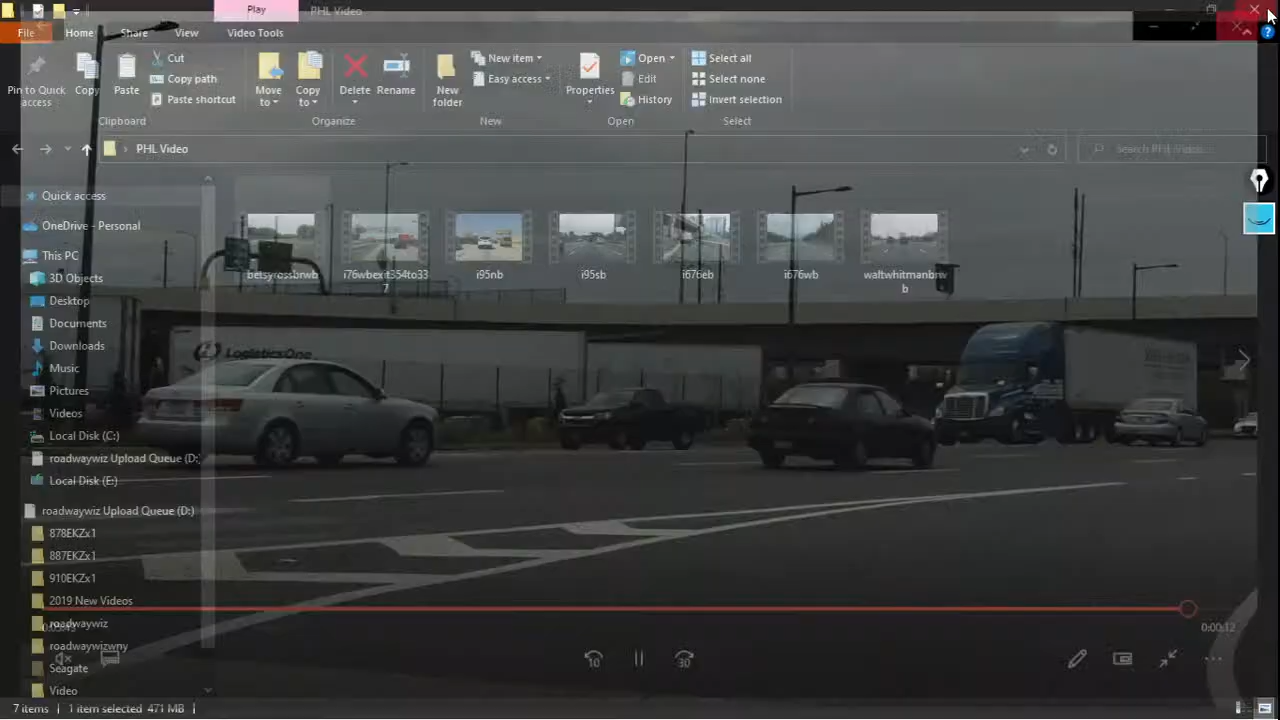 Play
PHL Video
File
Home
Share
View
Video Tools
Pin to Quick
access
Copy
Paste
Cut
Copy path
Paste shortcut
Clipboard
Move
to
Copy
to
Delete
Rename
Organize
New
folder
New item
Easy access
New
Properties
Open
Edit
History
Open
Select all
Select none
Invert selection
Select
PHL Video
Search PHL Video
Quick access
OneDrive - Personal
This PC
3D Objects
Desktop
Documents
Downloads
Music
Pictures
Videos
Local Disk (C:)
roadwaywiz Upload Queue (D:)
Local Disk (E:)
roadwaywiz Upload Queue (D:)
878EKZx1
887EKZx1
910EKZx1
2019 New Videos
roadwaywiz
roadwaywizwny
Seagate
Video
betsyrossbrwb
i76wbexit354to33
7
i95nb
i95sb
i676eb
i676wb
waltwhitmanbrw
b
LogisticsOne
0:00:12
10
30
7 items
1 item selected 471 MB